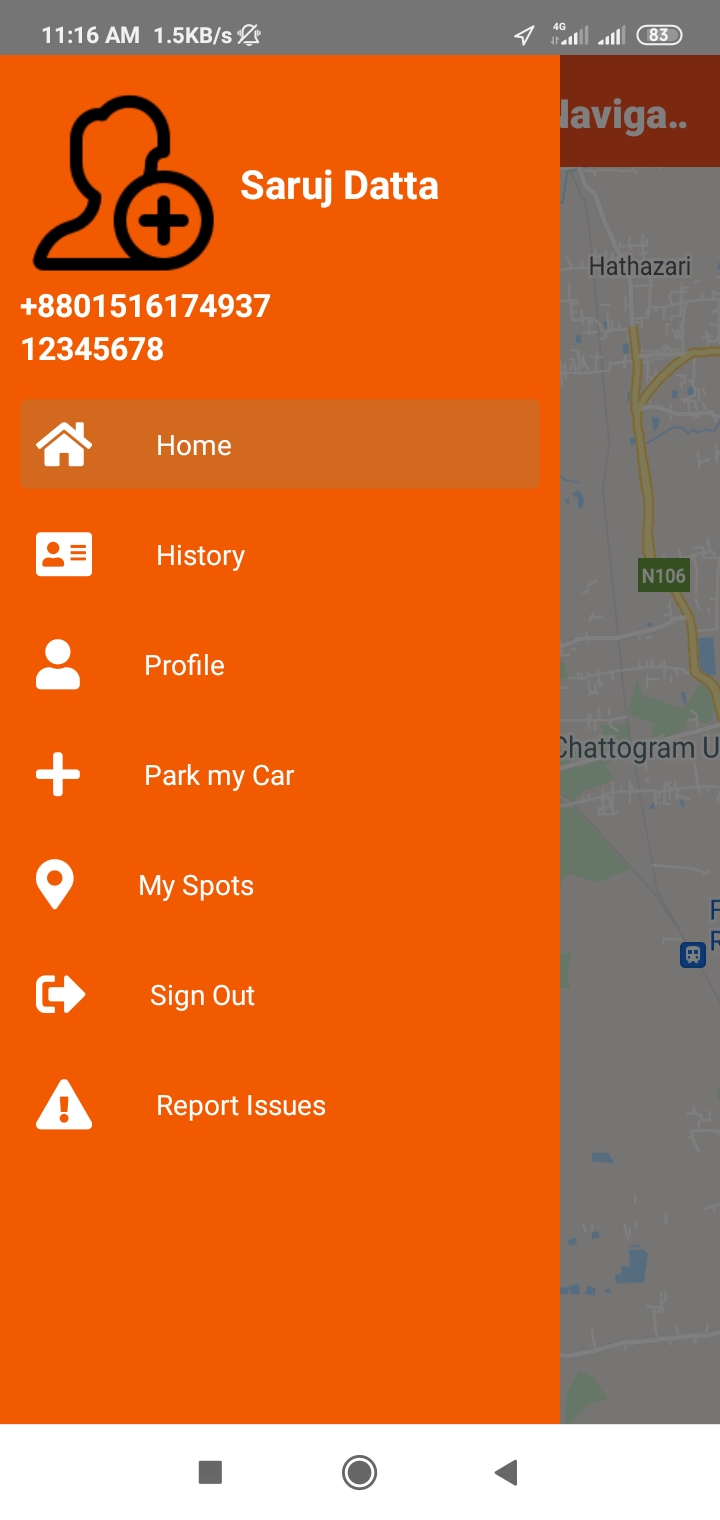 11:16 AM 1.5KB/s 4G 83
Naviga..
Saruj Datta
+8801516174937
12345678
Home
History
Profile
Park my Car
My Spots
Sign Out
Report Issues
Hathazari
N106
Chattogram U
F
R